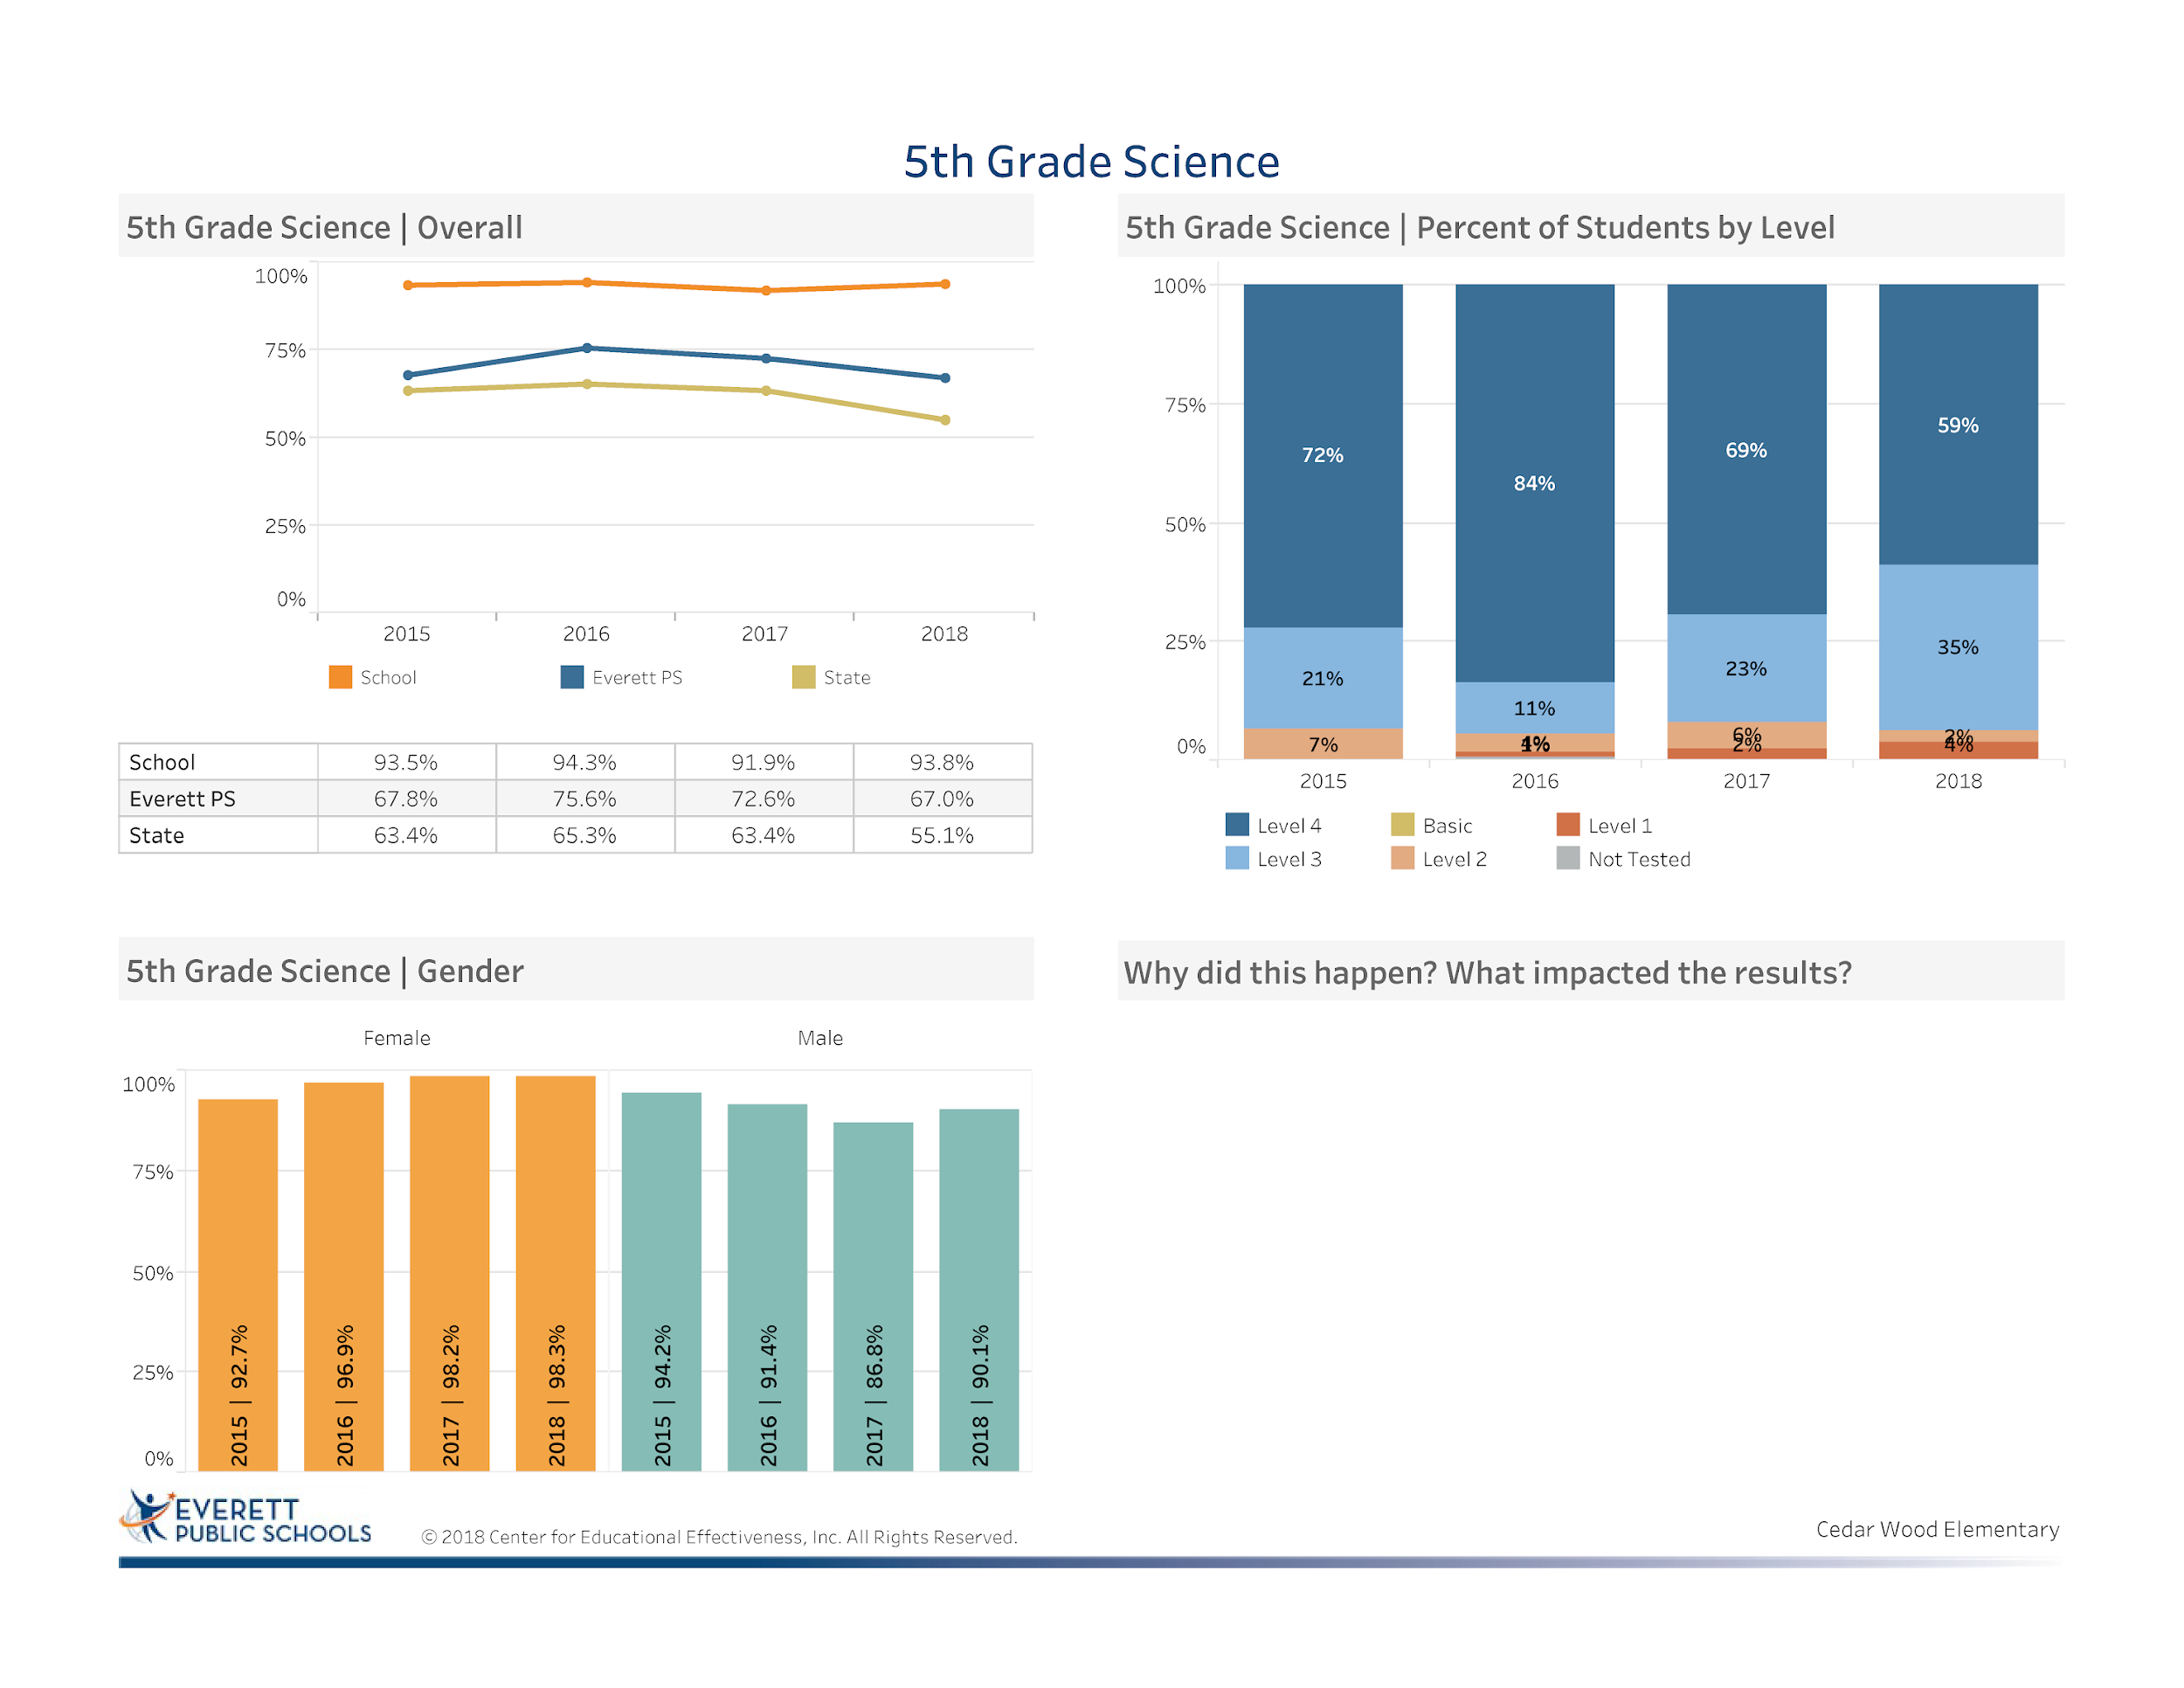 5th Grade Science
5th Grade Science | Overall
100%
75%
50%
25%
0%
2015 2016 2017 2018
School Everett PS State
School 93.5% 94.3% 91.9% 93.8%
Everett PS 67.8% 75.6% 72.6% 67.0%
State 63.4% 65.3% 63.4% 55.1%
5th Grade Science | Percent of Students by Level
100%
75%
50%
25%
0%
72%
21%
7%
84%
11%
69%
23%
6%
2%
59%
35%
2%
4%
2015 2016 2017 2018
Level 4 Basic Level 1
Level 3 Level 2 Not Tested
5th Grade Science | Gender
Female Male
100%
75%
50%
25%
0%
2015 | 92.7%
2016 | 96.9%
2017 | 98.2%
2018 | 98.3%
2015 | 94.2%
2016 | 91.4%
2017 | 86.8%
2018 | 90.1%
Why did this happen? What impacted the results?
EVERETT
PUBLIC SCHOOLS
© 2018 Center for Educational Effectiveness, Inc. All Rights Reserved.
Cedar Wood Elementary